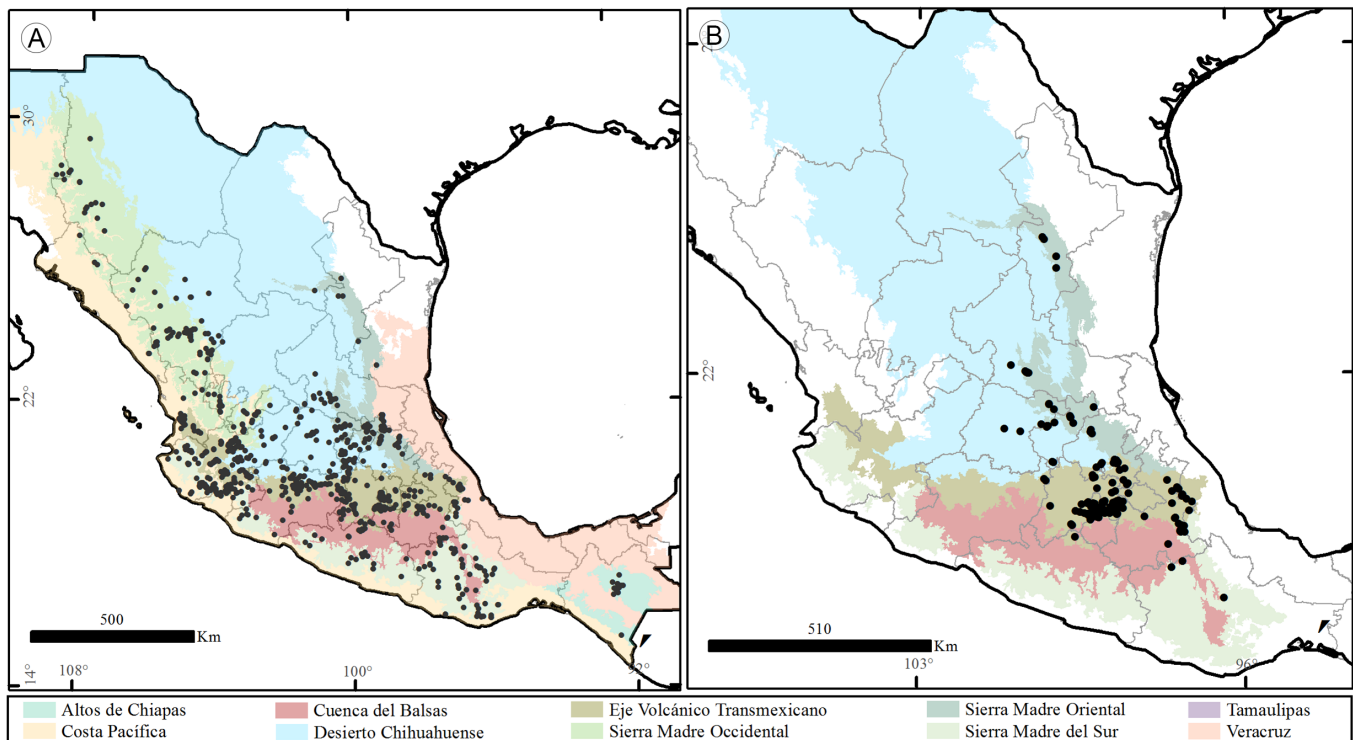 A
B
30°
22°
22°
500
Km
510
Km
14°
108°
100°
92°
103°
96°
Altos de Chiapas
Cuenca del Balsas
Eje Volcánico Transmexicano
Sierra Madre Oriental
Tamaulipas
Costa Pacífica
Desierto Chihuahuense
Sierra Madre Occidental
Sierra Madre del Sur
Veracruz